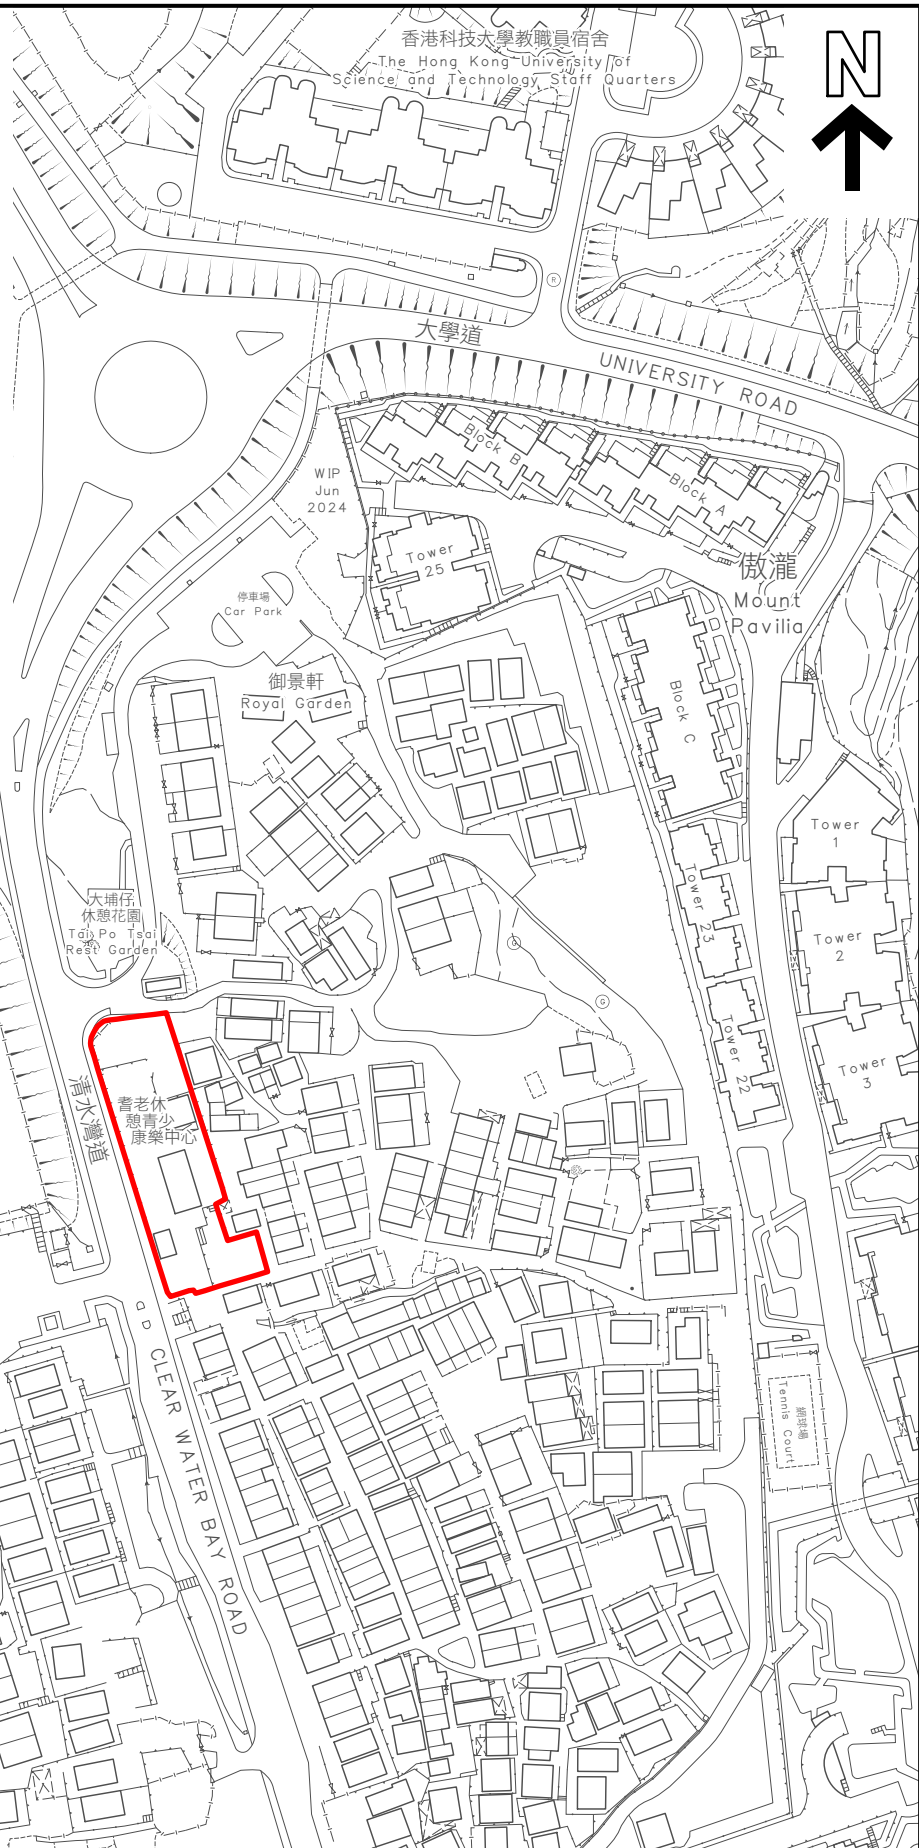 香港科技大學教職員宿舍
The Hong Kong University of
Science and Technology Staff Quarters
N
R
大學道
UNIVERSITY ROAD
Block B
Block A
WIP
Jun
2024
Tower
25
傲瀧
Mount
Pavilia
停車場
Car Park
御景軒
Royal Garden
Block C
Tower
1
Tower
23
大埔仔
休憩花園
Tai Po Tsai
Rest Garden
Tower
2
G
G
Tower
22
Tower
3
清水灣道
耆老休
憩青少
康樂中心
CLEAR WATER BAY ROAD
網球場
Tennis Court